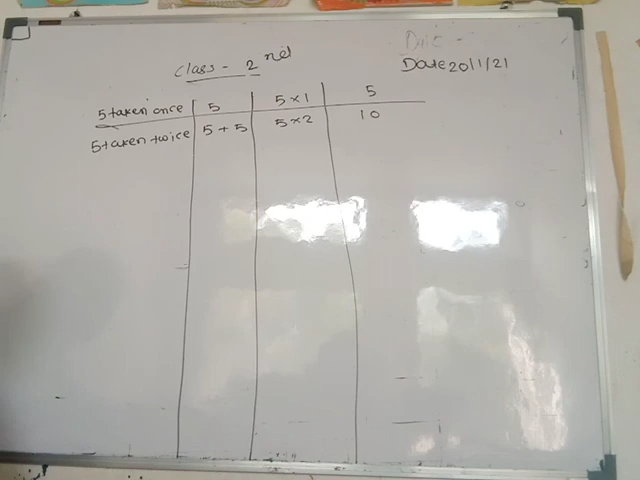 Class - 2nd
Date 20/1/21
5 taken once 5 5×1 5
5 taken twice 5+5 5×2 10